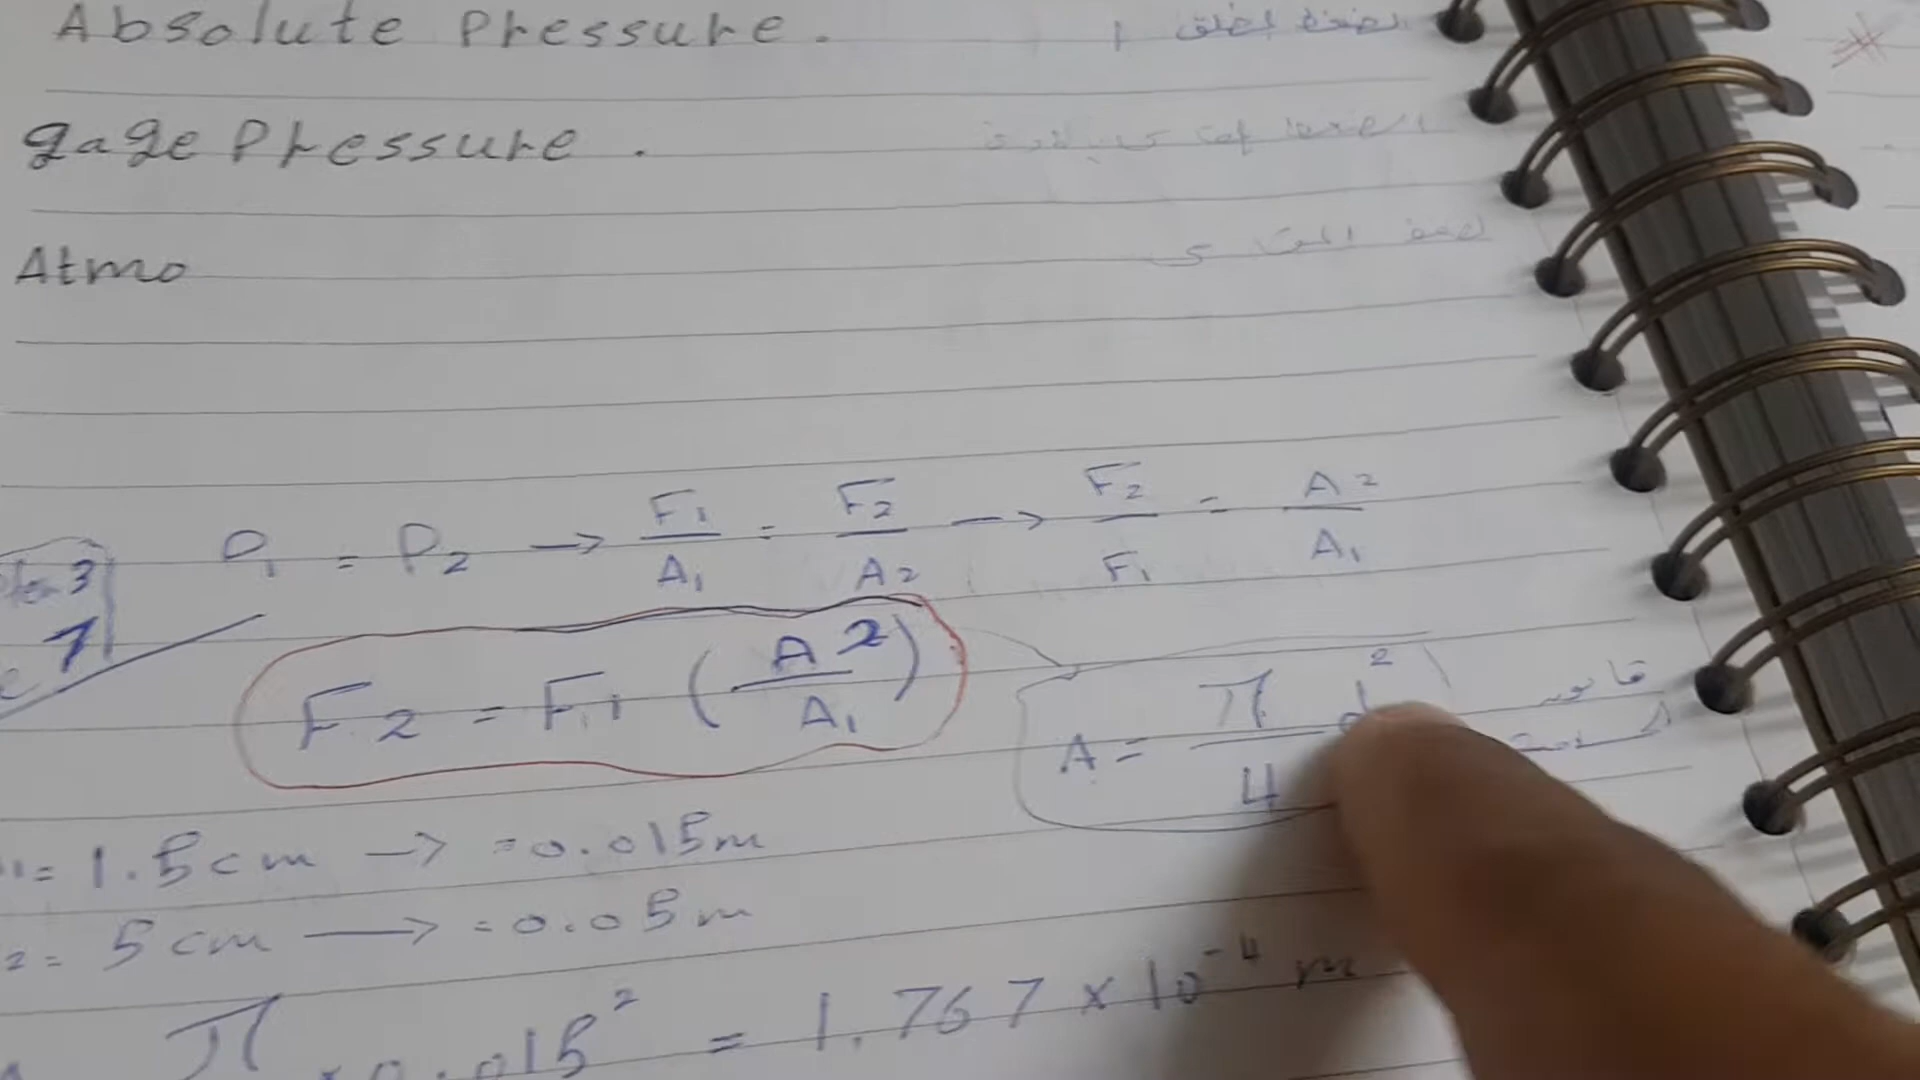 Absolute Pressure.
gage Pressure.
Atmo
P₁ = P₂ → F₁/A₁ = F₂/A₂ → F₂/F₁ = A₂/A₁
3
7
F₂ = F₁ (A₂/A₁)
A = π/4 d² قانون
= 1.5 cm → = 0.015 m
2 = 5 cm → = 0.05 m
π × 0.015² = 1.767 × 10⁻⁴ m